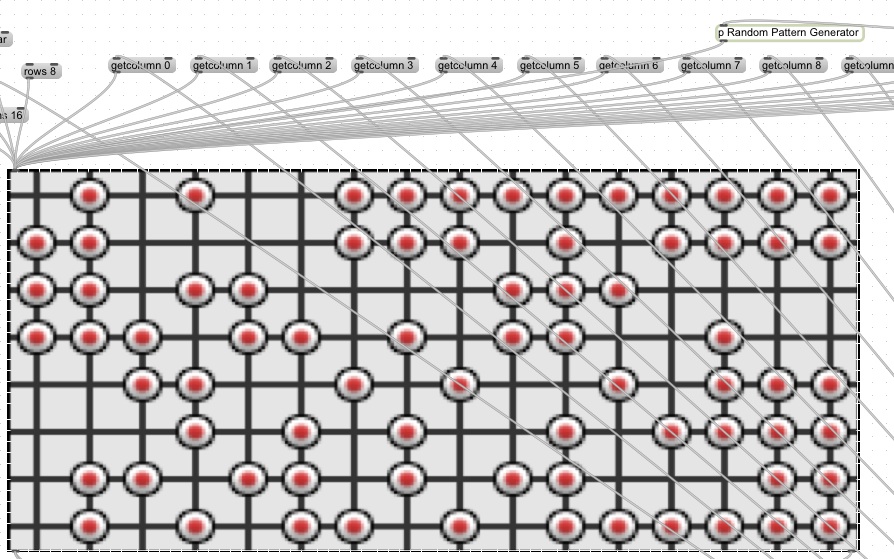 p Random Pattern Generator
rows 8
getcolumn 0
getcolumn 1
getcolumn 2
getcolumn 3
getcolumn 4
getcolumn 5
getcolumn 6
getcolumn 7
getcolumn 8
getcolumn
16